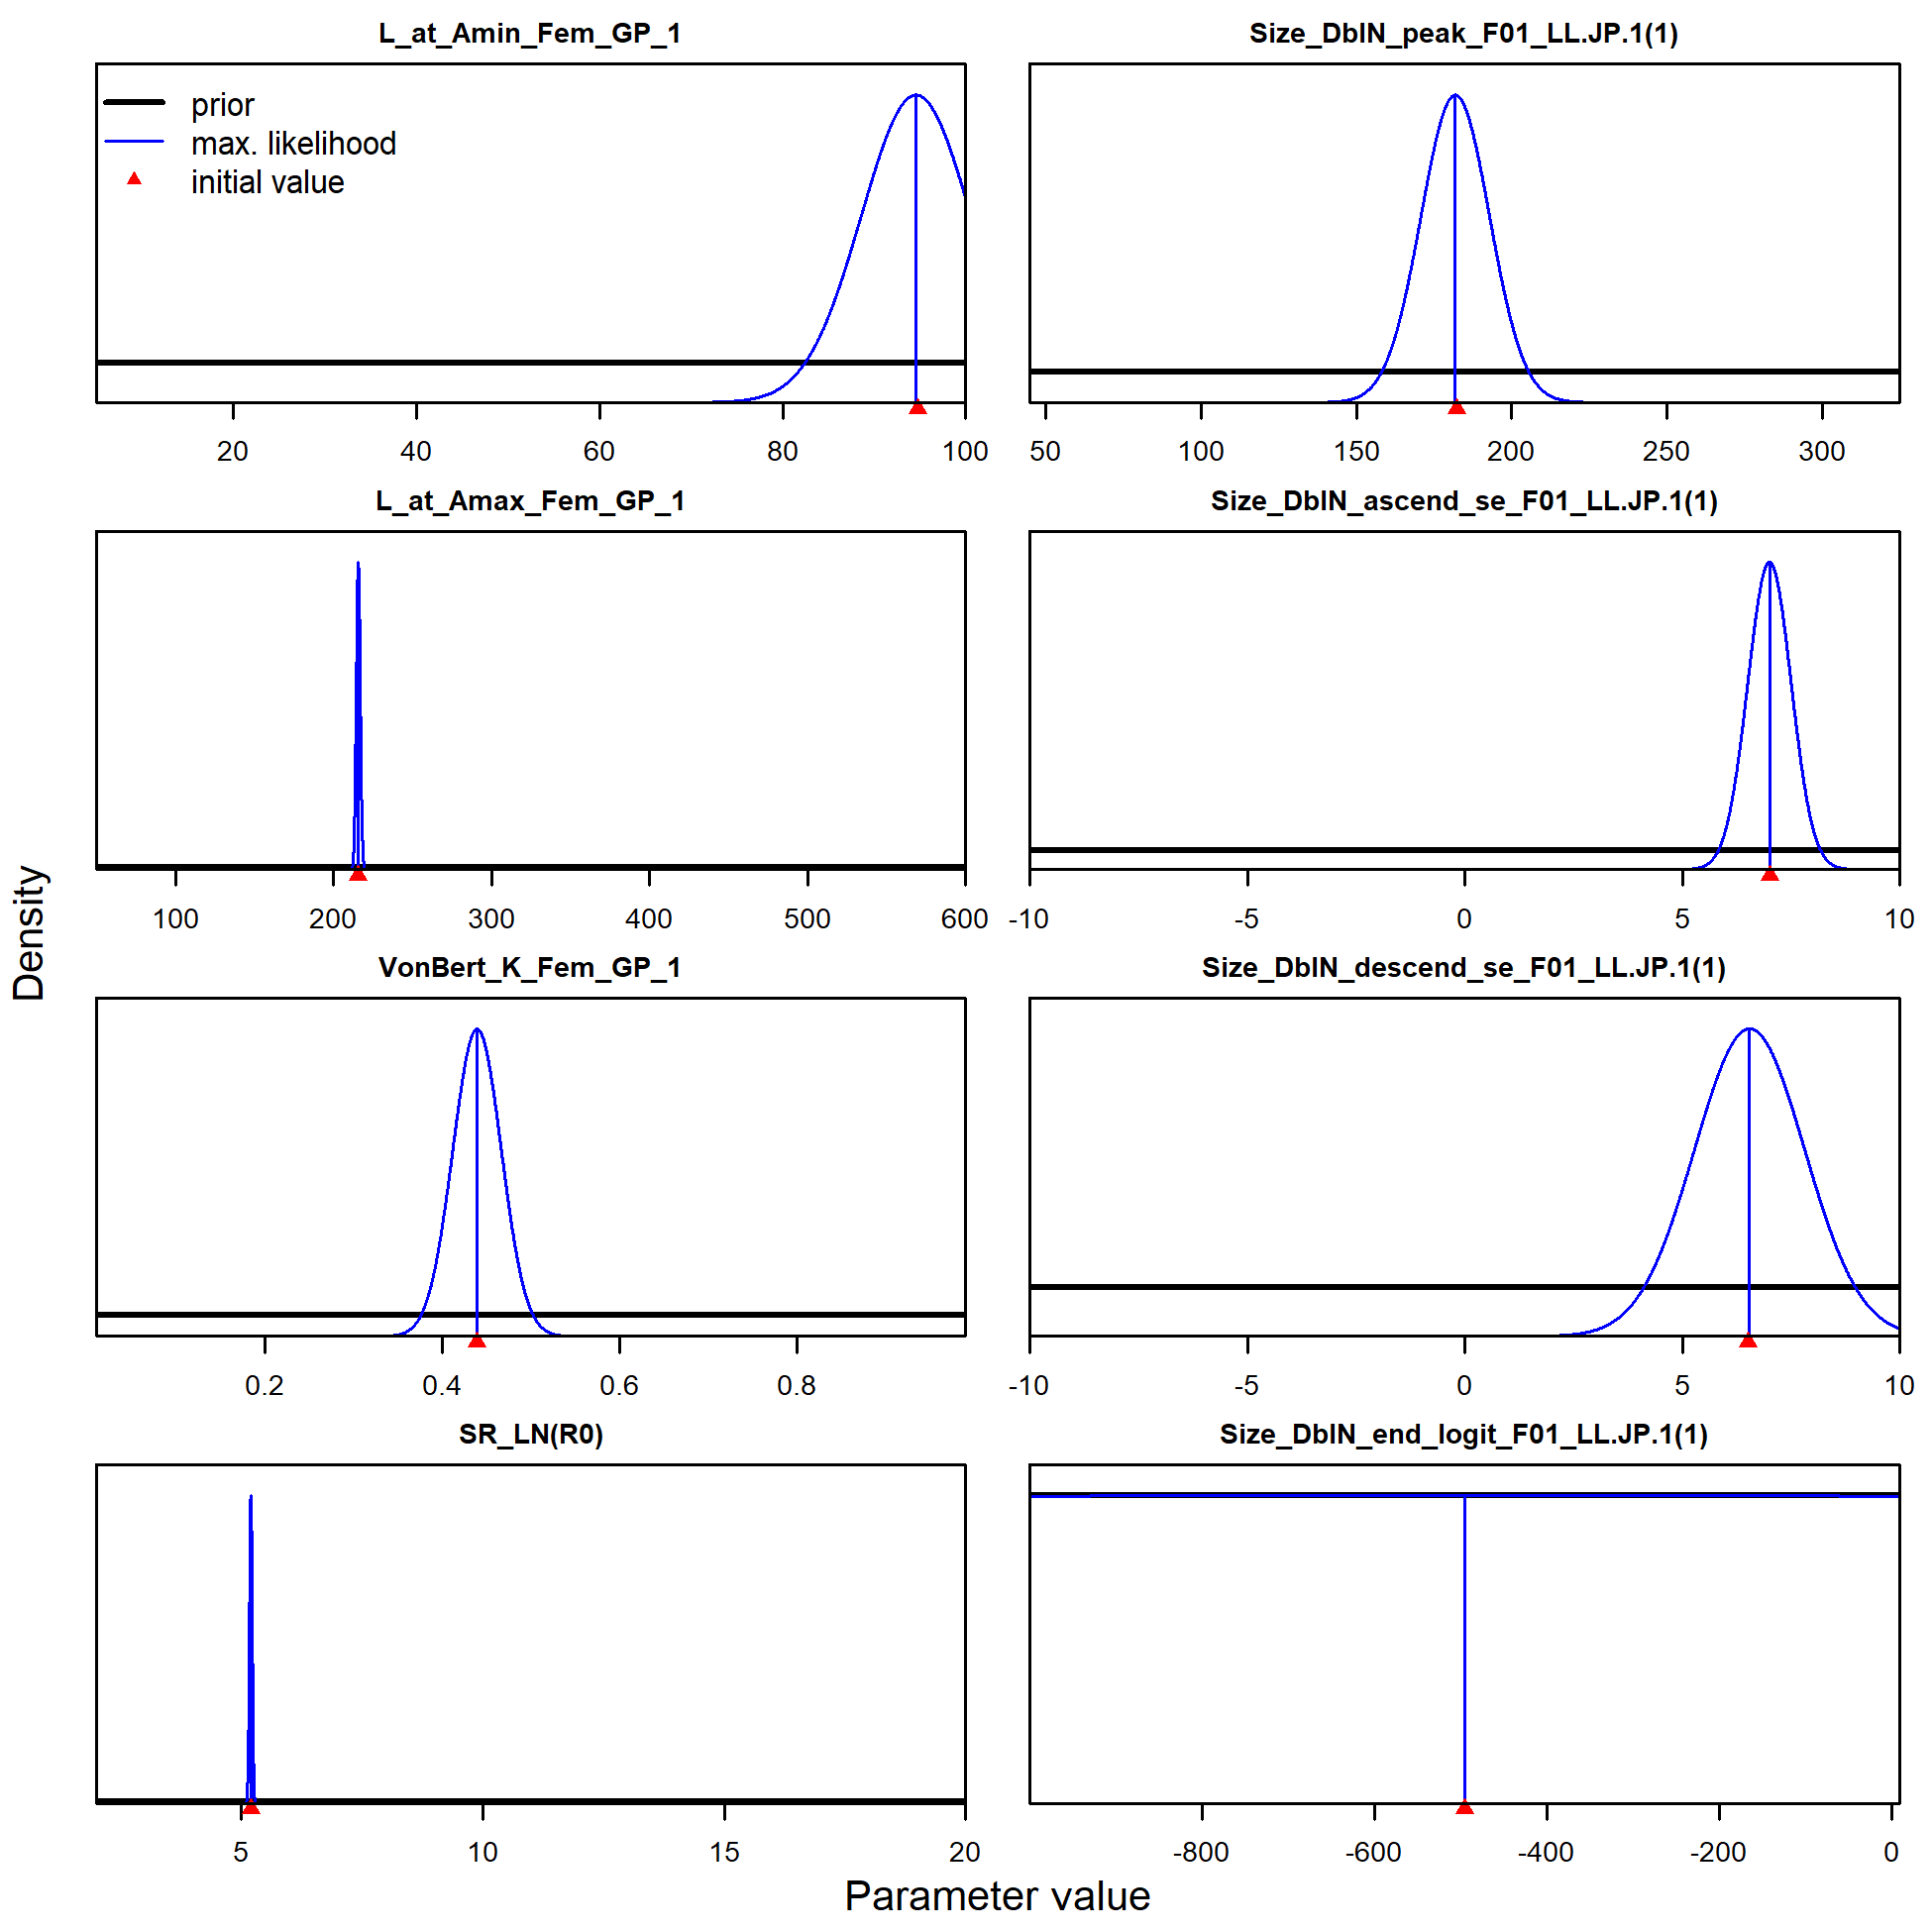 L_at_Amin_Fem_GP_1
prior
max. likelihood
initial value
20 40 60 80 100
Size_DblN_peak_F01_LL.JP.1(1)
50 100 150 200 250 300
L_at_Amax_Fem_GP_1
100 200 300 400 500 600
Size_DblN_ascend_se_F01_LL.JP.1(1)
-10 -5 0 5 10
VonBert_K_Fem_GP_1
0.2 0.4 0.6 0.8
Size_DblN_descend_se_F01_LL.JP.1(1)
-10 -5 0 5 10
SR_LN(R0)
5 10 15 20
Size_DblN_end_logit_F01_LL.JP.1(1)
-800 -600 -400 -200 0
Density
Parameter value